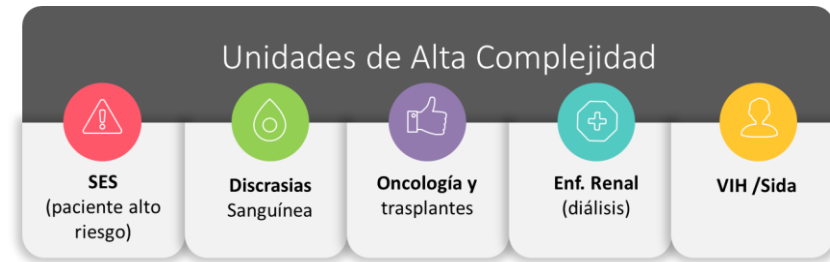 Unidades de Alta Complejidad
SES
(paciente alto
riesgo)
Discrasias
Sanguínea
Oncología y
trasplantes
Enf. Renal
(diálisis)
VIH /Sida